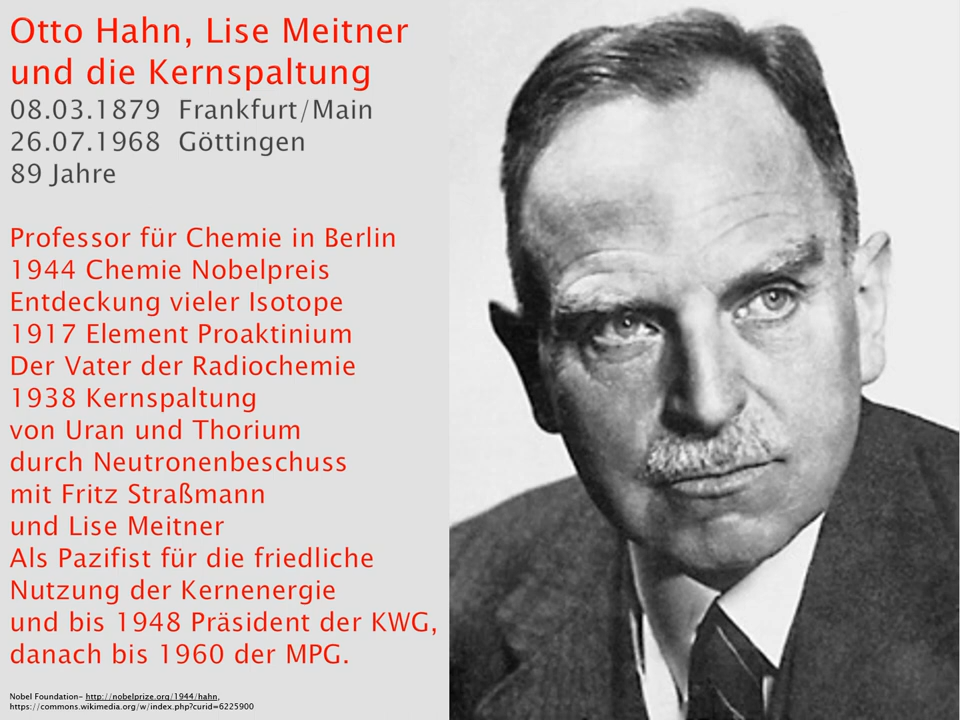 Otto Hahn, Lise Meitner
und die Kernspaltung
08.03.1879 Frankfurt/Main
26.07.1968 Göttingen
89 Jahre
Professor für Chemie in Berlin
1944 Chemie Nobelpreis
Entdeckung vieler Isotope
1917 Element Proaktinium
Der Vater der Radiochemie
1938 Kernspaltung
von Uran und Thorium
durch Neutronenbeschuss
mit Fritz Straßmann
und Lise Meitner
Als Pazifist für die friedliche
Nutzung der Kernenergie
und bis 1948 Präsident der KWG,
danach bis 1960 der MPG.
Nobel Foundation- http://nobelprize.org/1944/hahn,
https://commons.wikimedia.org/w/index.php?curid=6225900